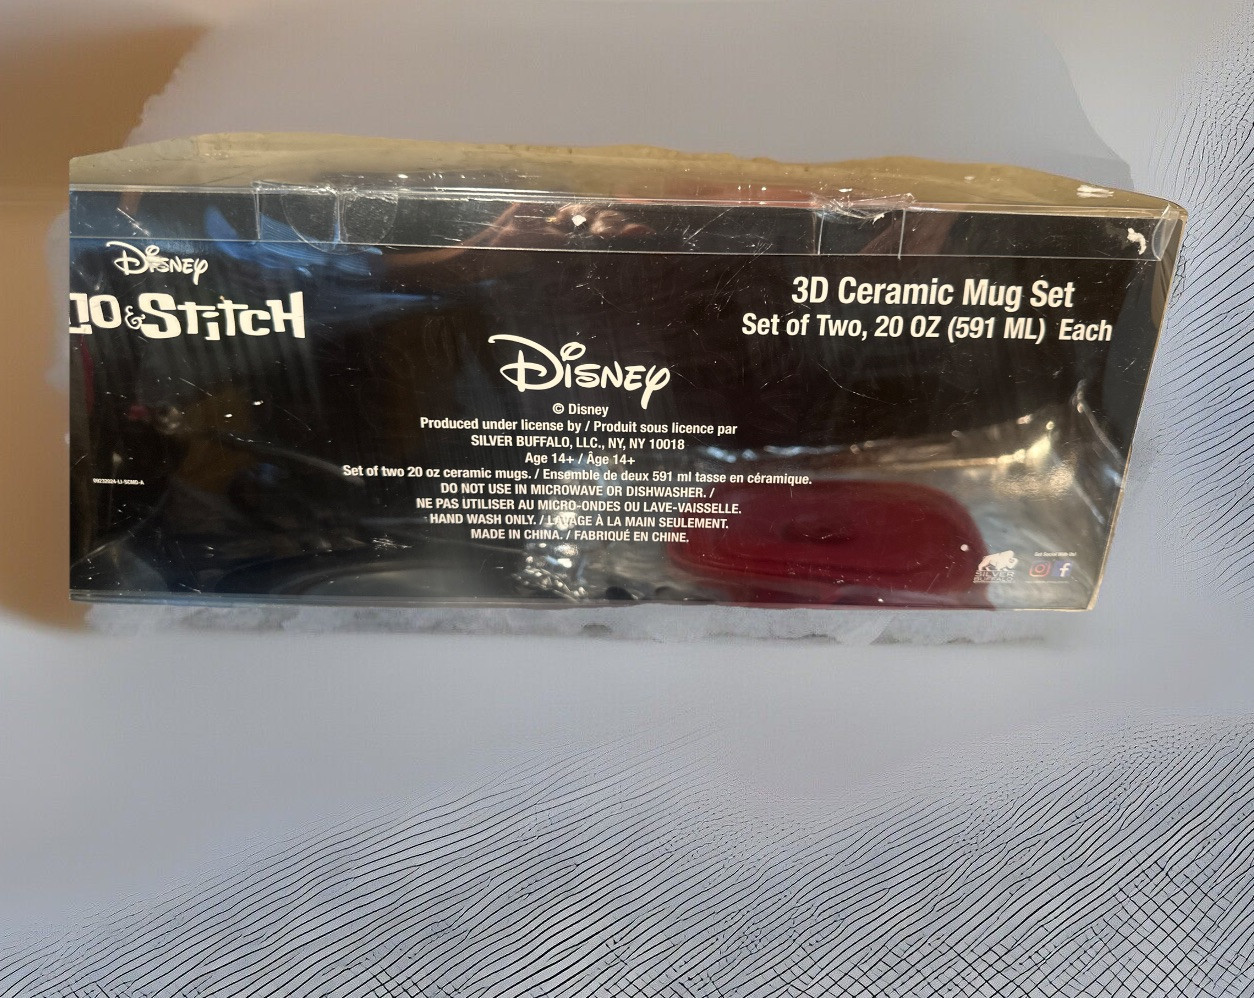 Disney
LO & Stitch
3D Ceramic Mug Set
Set of Two, 20 OZ (591 ML) Each
Disney
© Disney
Produced under license by / Produit sous licence par
SILVER BUFFALO, LLC., NY, NY 10018
Age 14+ / Âge 14+
Set of two 20 oz ceramic mugs. / Ensemble de deux 591 ml tasse en céramique.
DO NOT USE IN MICROWAVE OR DISHWASHER. /
NE PAS UTILISER AU MICRO-ONDES OU LAVE-VAISSELLE.
HAND WASH ONLY. / LAVAGE À LA MAIN SEULEMENT.
MADE IN CHINA. / FABRIQUÉ EN CHINE.
SILVER